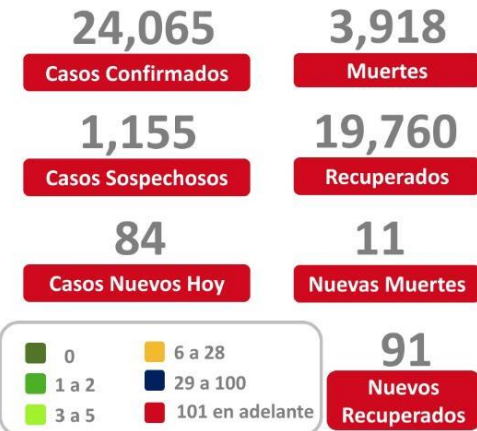 24,065
Casos Confirmados
3,918
Muertes
1,155
Casos Sospechosos
19,760
Recuperados
84
Casos Nuevos Hoy
11
Nuevas Muertes
0
1 a 2
3 a 5
6 a 28
29 a 100
101 en adelante
91
Nuevos
Recuperados